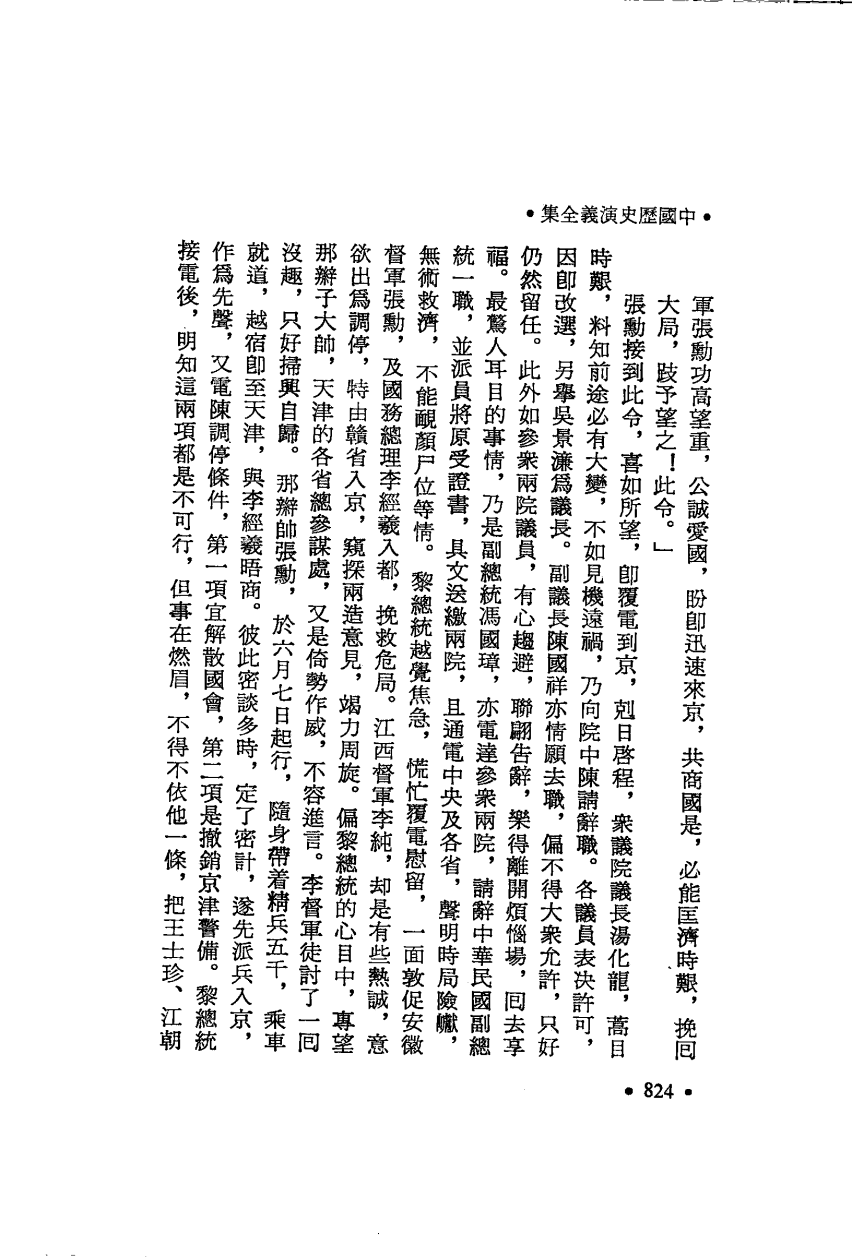 •中國歷史演義全集•
軍張勳功高望重，公誠愛國，盼卽迅速來京，共商國是，必能匡濟時艱，挽囘
大局，跂予望之！此令。」
張勳接到此令，喜如所望，卽覆電到京，剋日啓程，衆議院議長湯化龍，蒿目
時艱，料知前途必有大變，不如見機遠禍，乃向院中陳請辭職。各議員表決許可，
因卽改選，另舉吳景濂爲議長。副議長陳國祥亦情願去職，偏不得大衆允許，只好
仍然留任。此外如參衆兩院議員，有心趨避，聯翩告辭，樂得離開煩惱場，囘去享
福。最驚人耳目的事情，乃是副總統馮國璋，亦電達參衆兩院，請辭中華民國副總
統一職，並派員將原受證書，具文送繳兩院，且通電中央及各省，聲明時局險巇，
無術救濟，不能靦顏尸位等情。黎總統越覺焦急，慌忙覆電慰留，一面敦促安徽
督軍張勳，及國務總理李經羲入都，挽救危局。江西督軍李純，却是有些熱誠，意
欲出爲調停，特由贛省入京，窺探兩造意見，竭力周旋。偏黎總統的心目中，專望
那辮子大帥，天津的各省總參謀處，又是倚勢作威，不容進言。李督軍徒討了一囘
沒趣，只好掃興自歸。那辮帥張勳，於六月七日起行，隨身帶着精兵五千，乘車
就道，越宿卽至天津，與李經羲晤商。彼此密談多時，定了密計，遂先派兵入京，
作爲先聲，又電陳調停條件，第一項宜解散國會，第二項是撤銷京津警備。黎總統
接電後，明知這兩項都是不可行，但事在燃眉，不得不依他一條，把王士珍、江朝
•824•